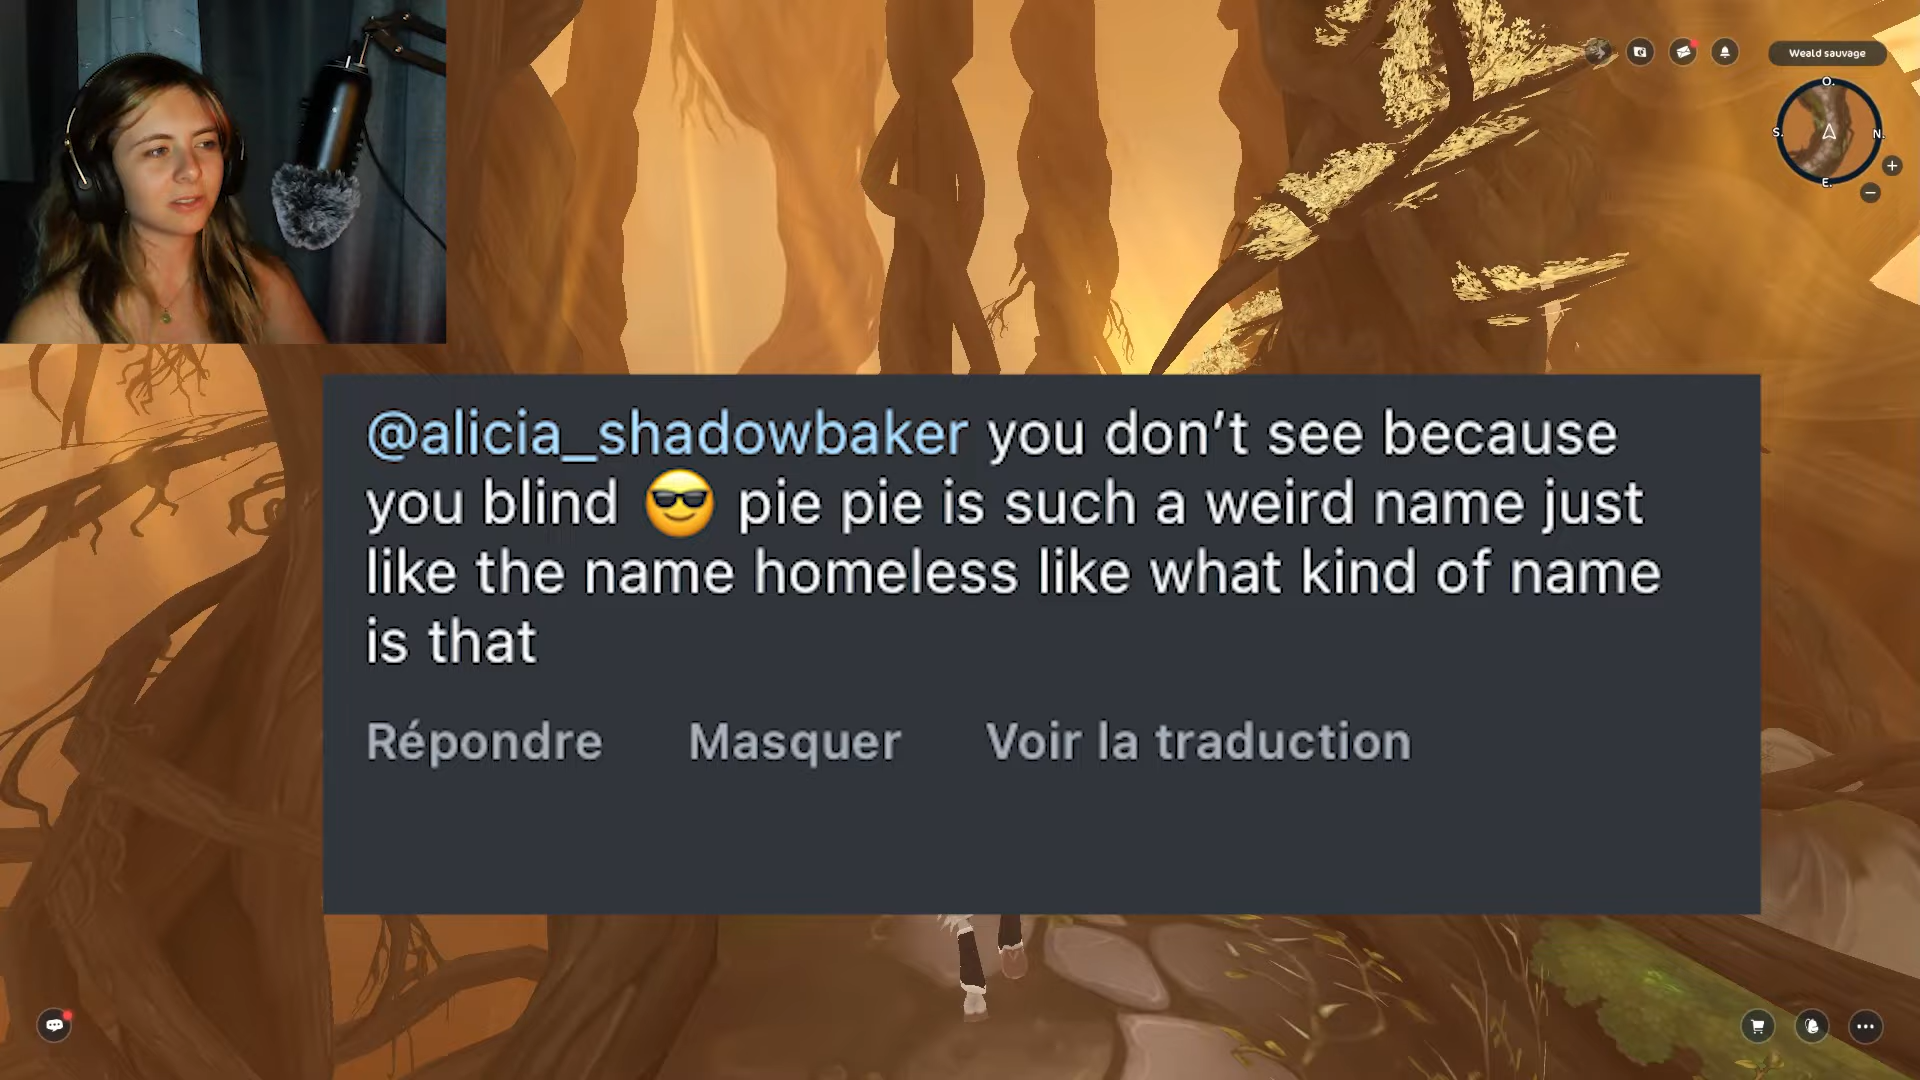 Weald sauvage
O.
S.
N.
E.
@alicia_shadowbaker you don’t see because
you blind 😎 pie pie is such a weird name just
like the name homeless like what kind of name
is that
Répondre Masquer Voir la traduction